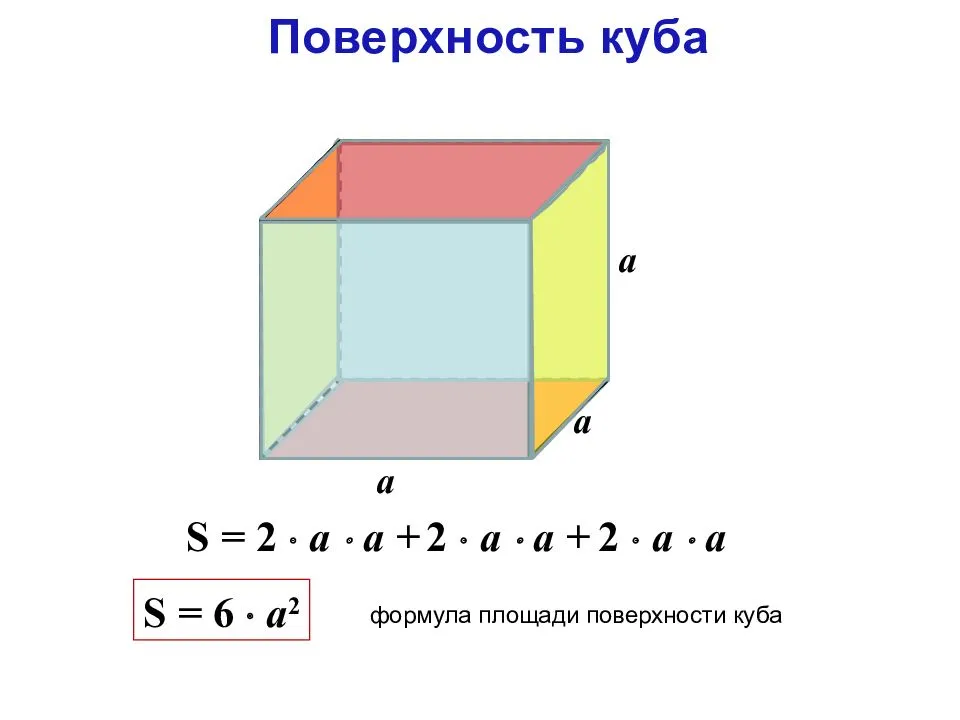 Поверхность куба
a
a
a
S = 2 · a · a + 2 · a · a + 2 · a · a
S = 6 · a²
формула площади поверхности куба